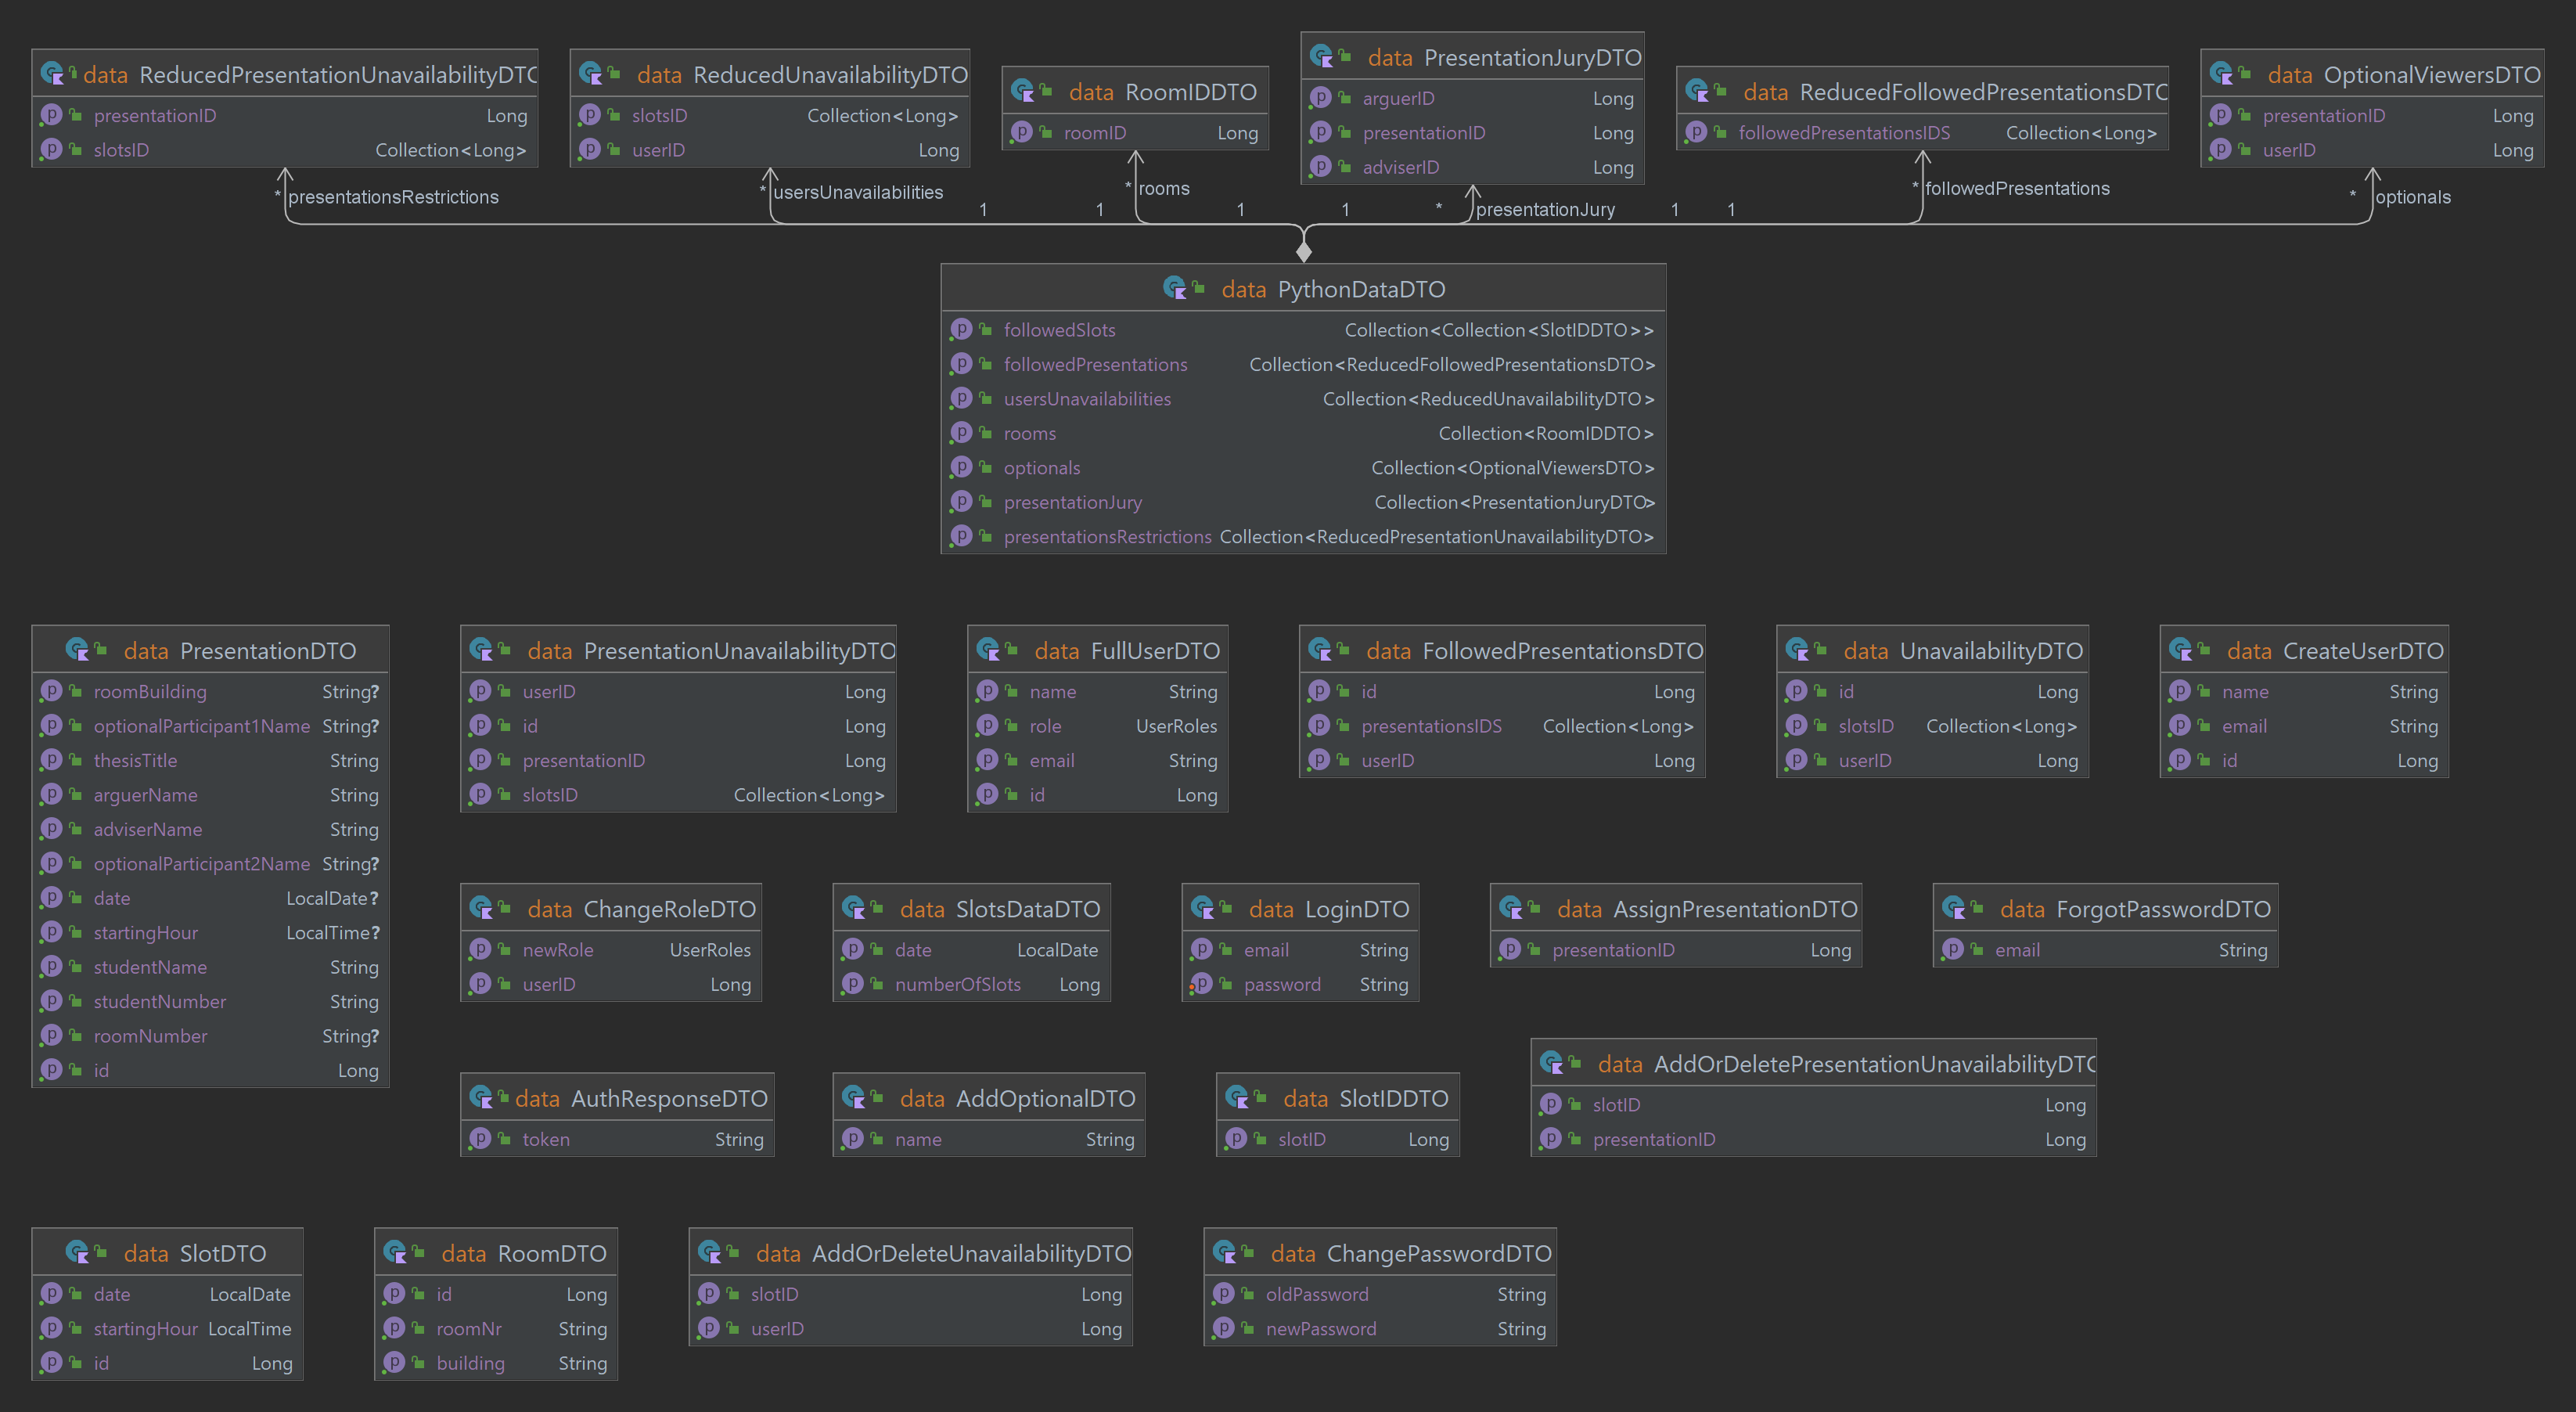 data ReducedPresentationUnavailabilityDTO
presentationID Long
slotsID Collection<Long>
data ReducedUnavailabilityDTO
slotsID Collection<Long>
userID Long
data RoomIDDTO
roomID Long
data PresentationJuryDTO
arguerID Long
presentationID Long
adviserID Long
data ReducedFollowedPresentationsDTO
followedPresentationsIDS Collection<Long>
data OptionalViewersDTO
presentationID Long
userID Long
* presentationsRestrictions
* usersUnavailabilities
* rooms
* presentationJury
* followedPresentations
* optionals
1 1 1 1 1 1
data PythonDataDTO
followedSlots Collection<Collection<SlotIDDTO>>
followedPresentations Collection<ReducedFollowedPresentationsDTO>
usersUnavailabilities Collection<ReducedUnavailabilityDTO>
rooms Collection<RoomIDDTO>
optionals Collection<OptionalViewersDTO>
presentationJury Collection<PresentationJuryDTO>
presentationsRestrictions Collection<ReducedPresentationUnavailabilityDTO>
data PresentationDTO
roomBuilding String?
optionalParticipant1Name String?
thesisTitle String
arguerName String
adviserName String
optionalParticipant2Name String?
date LocalDate?
startingHour LocalTime?
studentName String
studentNumber String
roomNumber String?
id Long
data PresentationUnavailabilityDTO
userID Long
id Long
presentationID Long
slotsID Collection<Long>
data FullUserDTO
name String
role UserRoles
email String
id Long
data FollowedPresentationsDTO
id Long
presentationsIDS Collection<Long>
userID Long
data UnavailabilityDTO
id Long
slotsID Collection<Long>
userID Long
data CreateUserDTO
name String
email String
id Long
data ChangeRoleDTO
newRole UserRoles
userID Long
data SlotsDataDTO
date LocalDate
numberOfSlots Long
data LoginDTO
email String
password String
data AssignPresentationDTO
presentationID Long
data ForgotPasswordDTO
email String
data AuthResponseDTO
token String
data AddOptionalDTO
name String
data SlotIDDTO
slotID Long
data AddOrDeletePresentationUnavailabilityDTO
slotID Long
presentationID Long
data SlotDTO
date LocalDate
startingHour LocalTime
id Long
data RoomDTO
id Long
roomNr String
building String
data AddOrDeleteUnavailabilityDTO
slotID Long
userID Long
data ChangePasswordDTO
oldPassword String
newPassword String